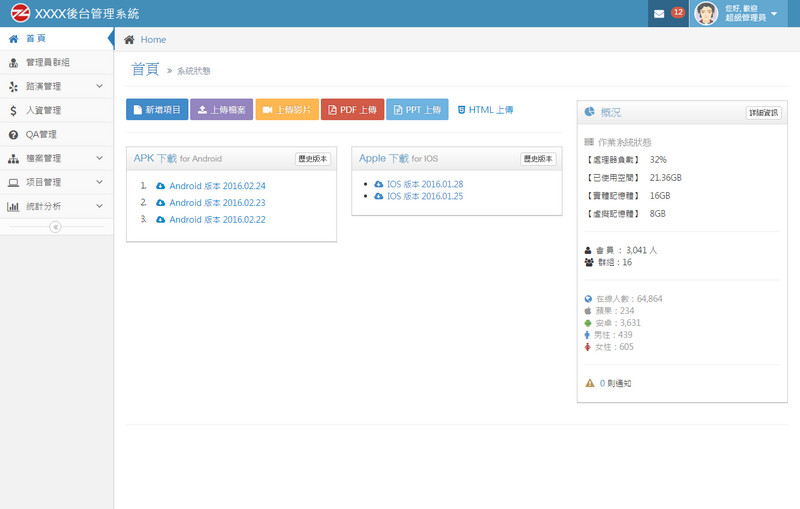 XXXX後台管理系統
12
您好, 歡迎
超級管理員
首 頁
管理員群組
路演管理
人資管理
QA管理
檔案管理
項目管理
統計分析
Home
首頁 » 系統狀態
新增項目 上傳檔案 上傳影片 PDF 上傳 PPT 上傳 HTML 上傳
APK 下載 for Android 歷史版本
1. Android 版本 2016.02.24
2. Android 版本 2016.02.23
3. Android 版本 2016.02.22
Apple 下載 for IOS 歷史版本
IOS 版本 2016.01.28
IOS 版本 2016.01.25
概況 詳細資訊
作業系統狀態
【處理器負載】 32%
【已使用空間】 21.36GB
【實體記憶體】 16GB
【虛擬記憶體】 8GB
會 員 : 3,041 人
群組 : 16
在線人數 : 64,864
蘋果 : 234
安卓 : 3,631
男性 : 439
女性 : 605
0 則通知